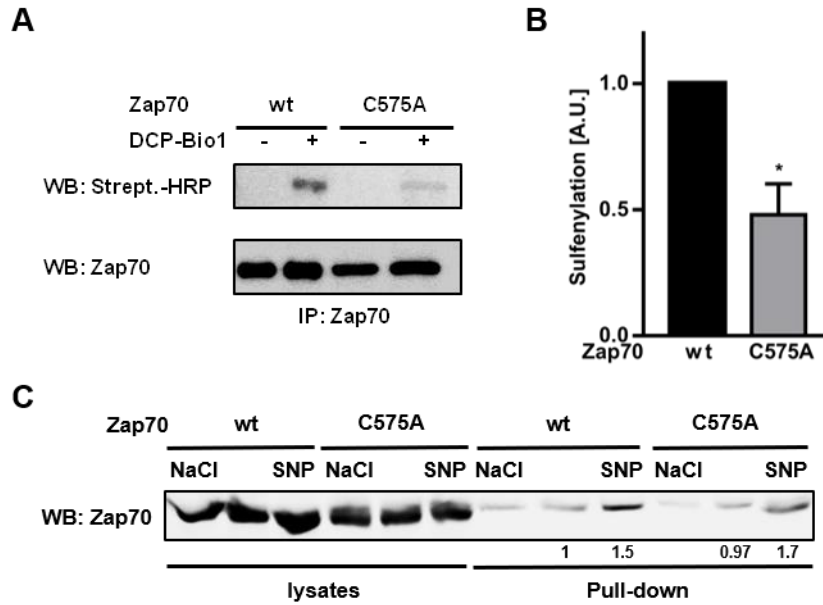 A
Zap70 wt C575A
DCP-Bio1 - + - +
WB: Strept.-HRP
WB: Zap70
IP: Zap70
B
Sulfenylation [A.U.]
1.0
*
0.5
0.0
Zap70 wt C575A
C
Zap70 wt C575A wt C575A
NaCl SNP NaCl SNP NaCl SNP NaCl SNP
WB: Zap70
1 1.5 0.97 1.7
lysates Pull-down